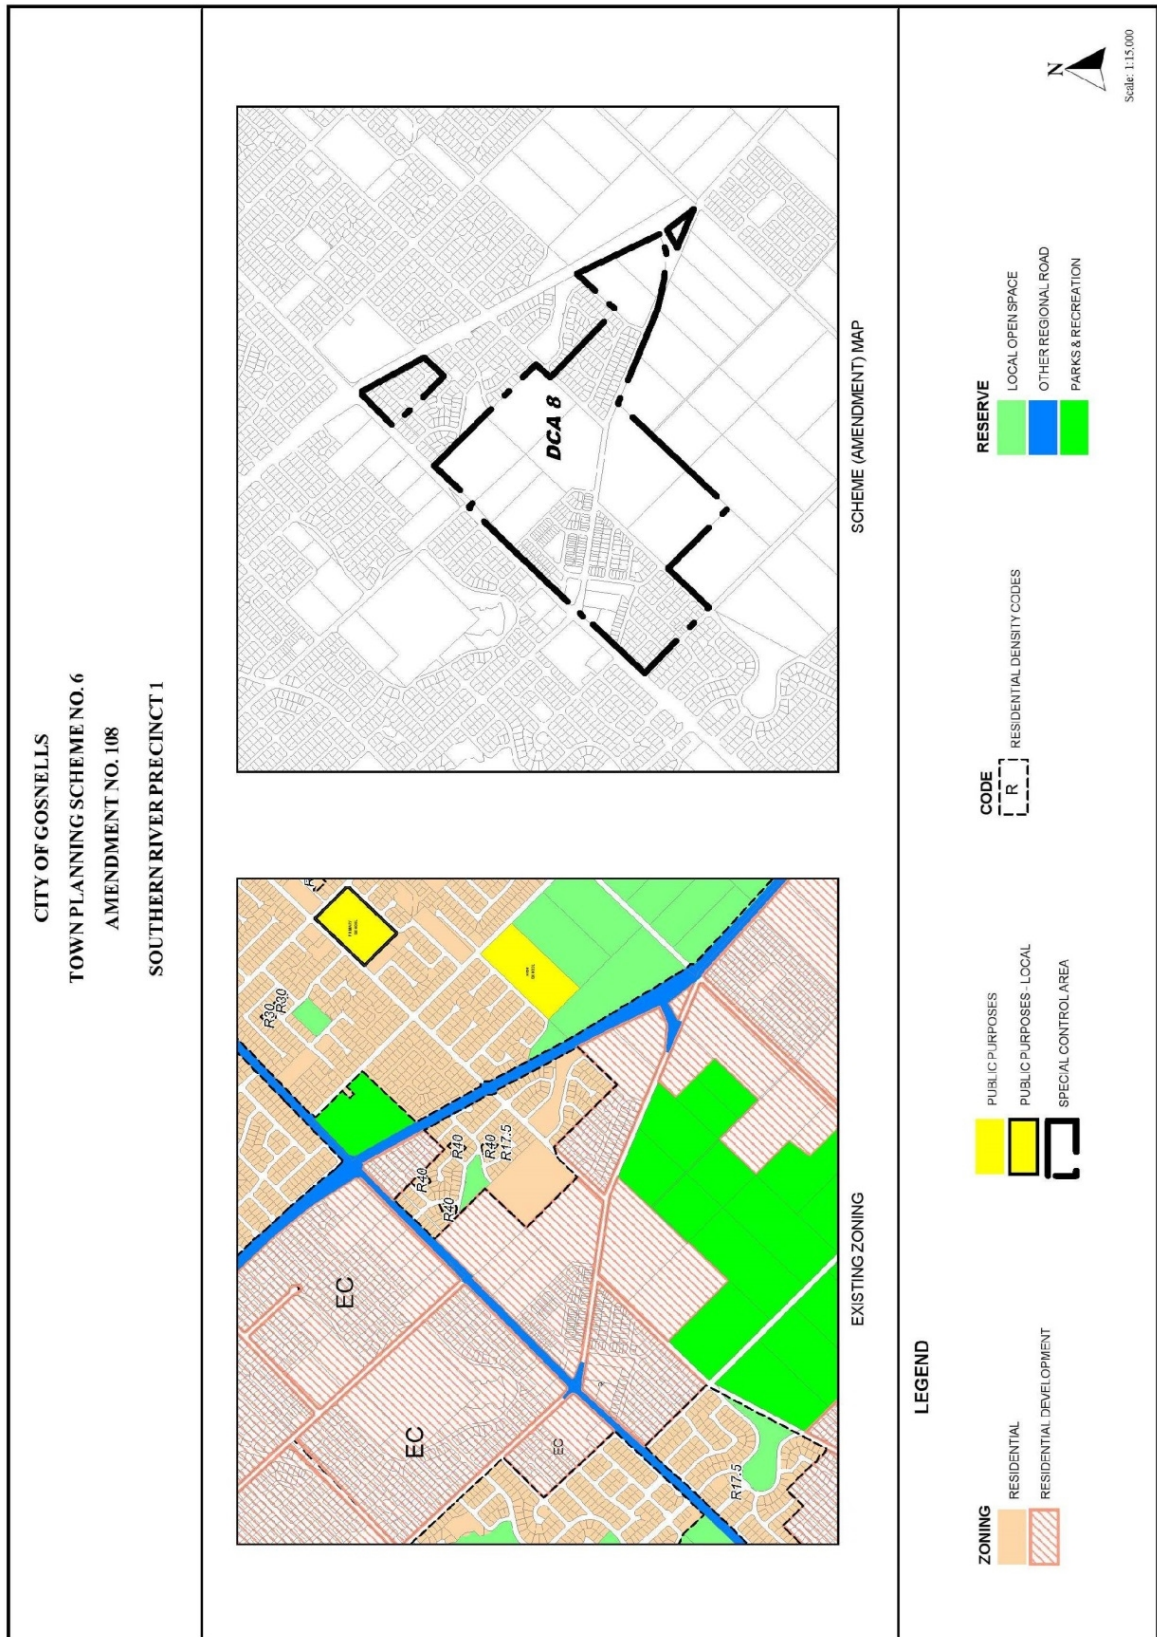 CITY OF GOSNELLS
TOWN PLANNING SCHEME NO. 6
AMENDMENT NO. 108
SOUTHERN RIVER PRECINCT 1
EC
EC
EC
R30
R30
R40
R40
R40
R40
R17.5
R17.5
EXISTING ZONING
DCA 8
SCHEME (AMENDMENT) MAP
LEGEND
ZONING
RESIDENTIAL
RESIDENTIAL DEVELOPMENT
PUBLIC PURPOSES
PUBLIC PURPOSES - LOCAL
SPECIAL CONTROL AREA
CODE
R
RESIDENTIAL DENSITY CODES
RESERVE
LOCAL OPEN SPACE
OTHER REGIONAL ROAD
PARKS & RECREATION
N
Scale: 1:15,000